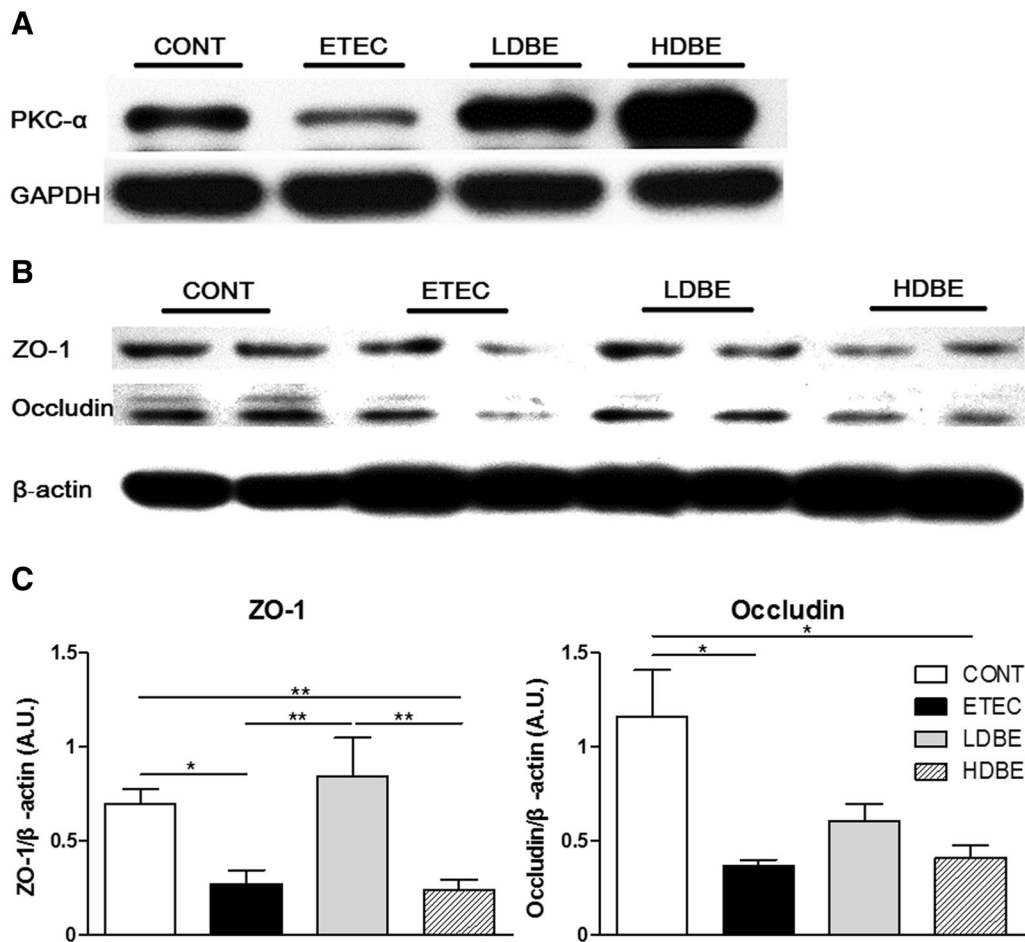 A
CONT ETEC LDBE HDBE
PKC-α
GAPDH
B
CONT ETEC LDBE HDBE
ZO-1
Occludin
β-actin
C
ZO-1
ZO-1/β -actin (A.U.)
1.5
1
0.5
0
**
** **
*
Occludin
Occludin/β -actin (A.U.)
1.5
1
0.5
0
*
*
CONT
ETEC
LDBE
HDBE